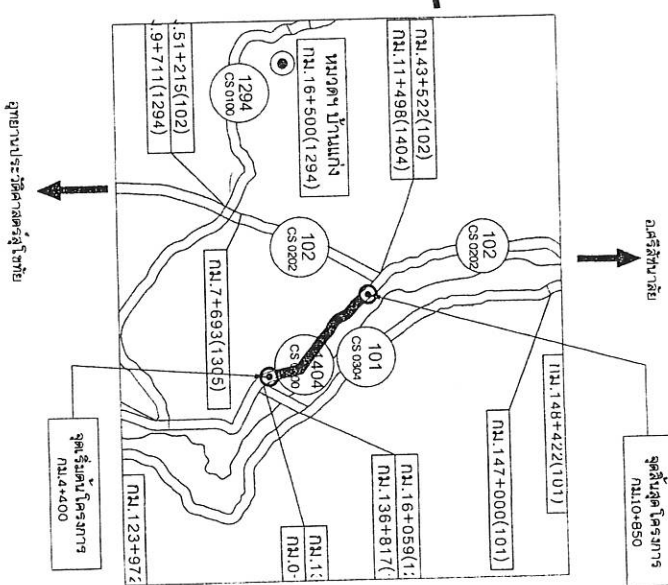 อ.ศรีสัชนาลัย
จุดสิ้นสุดโครงการ
กม.10+850
กม.43+522(102)
กม.11+498(1404)
102
CS 0202
กม.148+422(101)
กม.147+000(101)
หมวดฯ บ้านแก่ง
กม.16+500(1294)
1294
CS 0100
.51+215(102)
.9+711(1294)
102
CS 0202
กม.7+693(1305)
101
CS 0304
404
กม.16+059(1
กม.136+817(
กม.1
กม.0
กม.123+972
จุดเริ่มต้นโครงการ
กม.4+400
อุทยานประวัติศาสตร์สุโขทัย